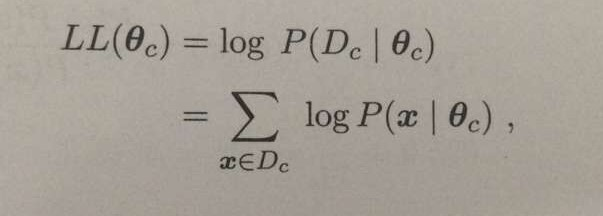 LL(θ_c) = log P(D_c | θ_c)
= ∑_{x∈D_c} log P(x | θ_c) ,